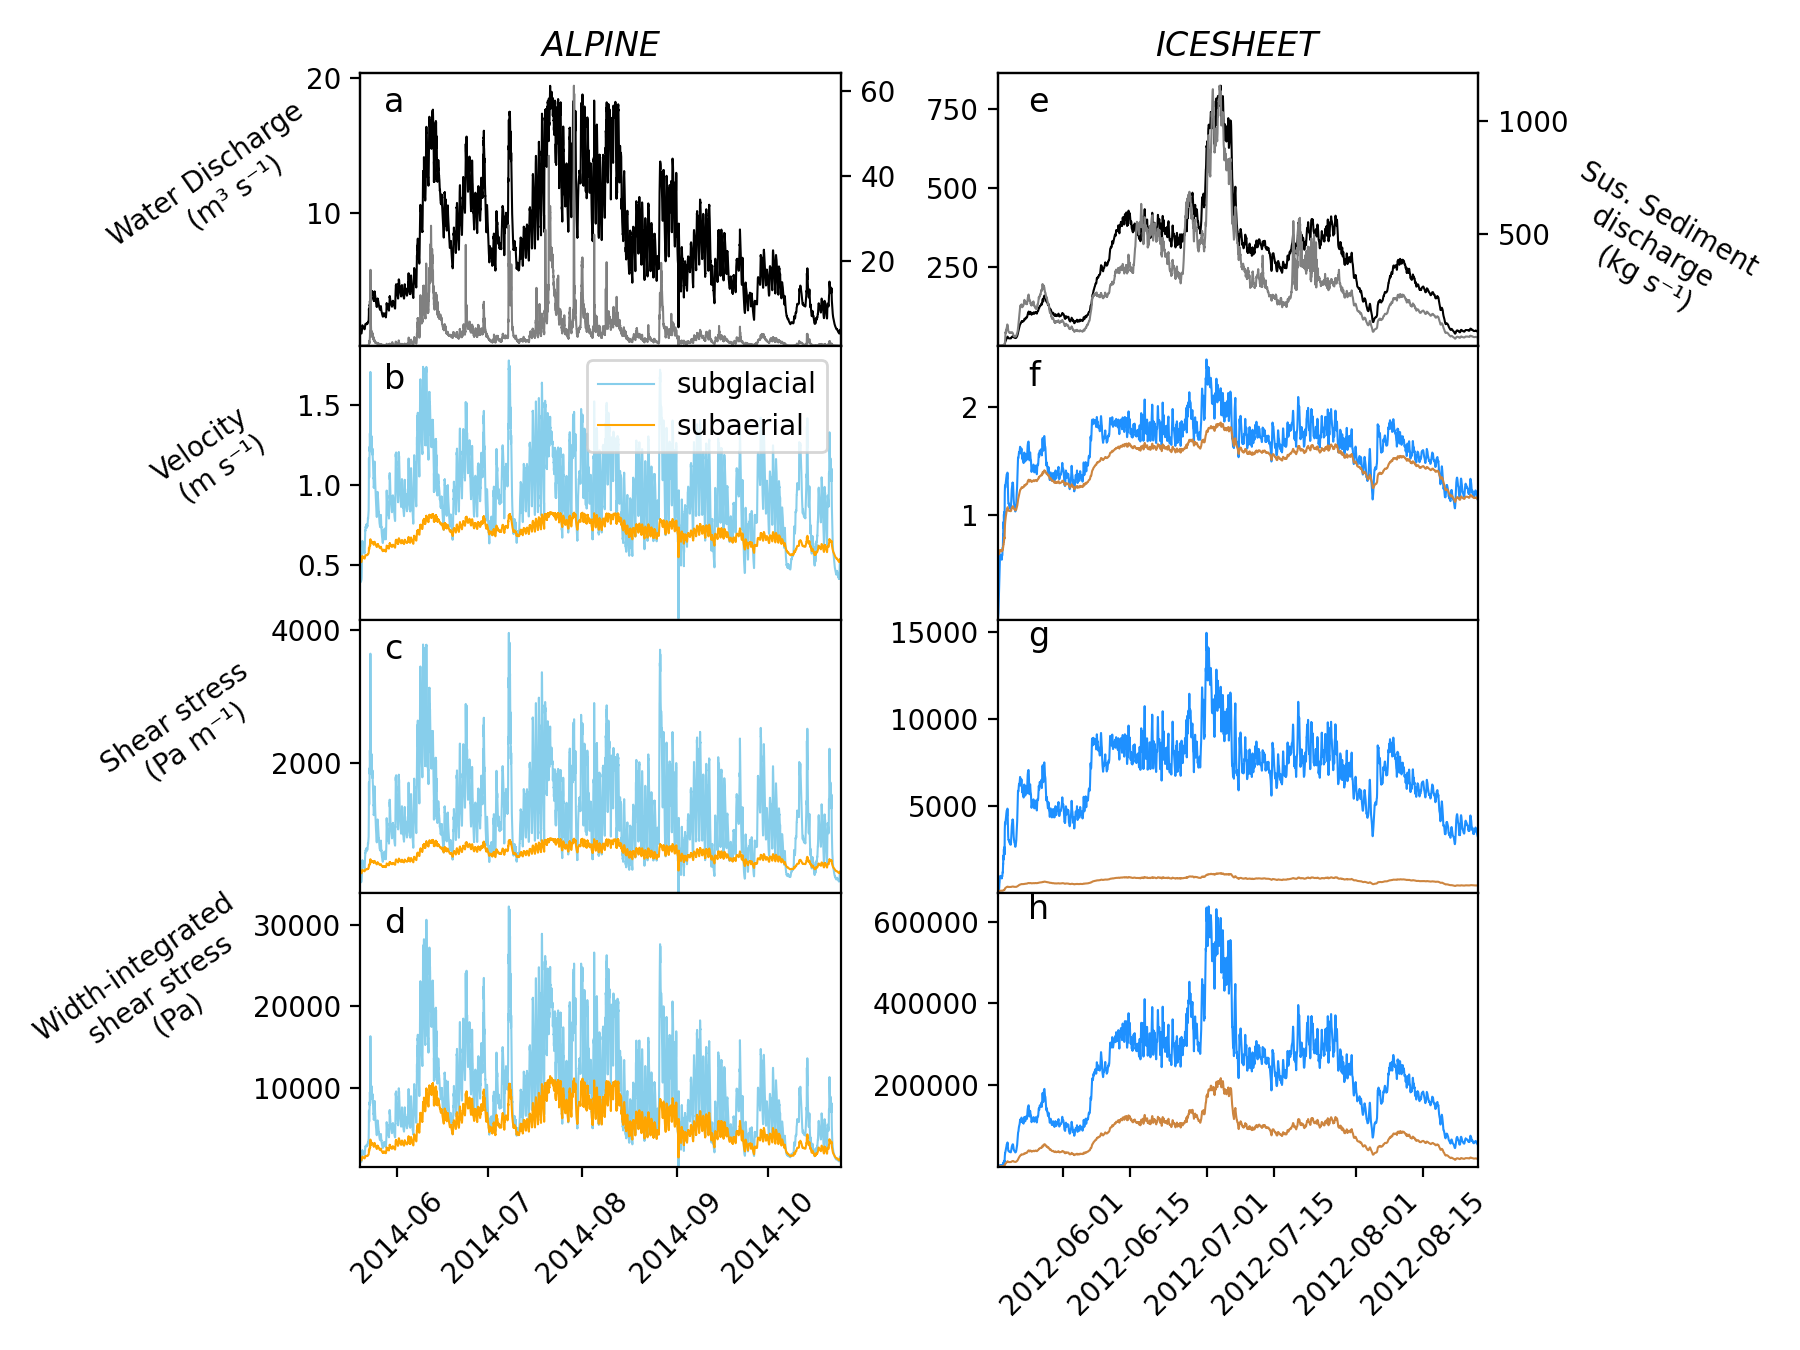 ALPINE
ICESHEET
Water Discharge
(m³ s⁻¹)
20
10
a
60
40
20
e
750
500
250
1000
500
Sus. Sediment
discharge
(kg s⁻¹)
Velocity
(m s⁻¹)
1.5
1.0
0.5
b
subglacial
subaerial
f
2
1
Shear stress
(Pa m⁻¹)
4000
2000
c
g
15000
10000
5000
Width-integrated
shear stress
(Pa)
30000
20000
10000
d
h
600000
400000
200000
2014-06
2014-07
2014-08
2014-09
2014-10
2012-06-01
2012-06-15
2012-07-01
2012-07-15
2012-08-01
2012-08-15